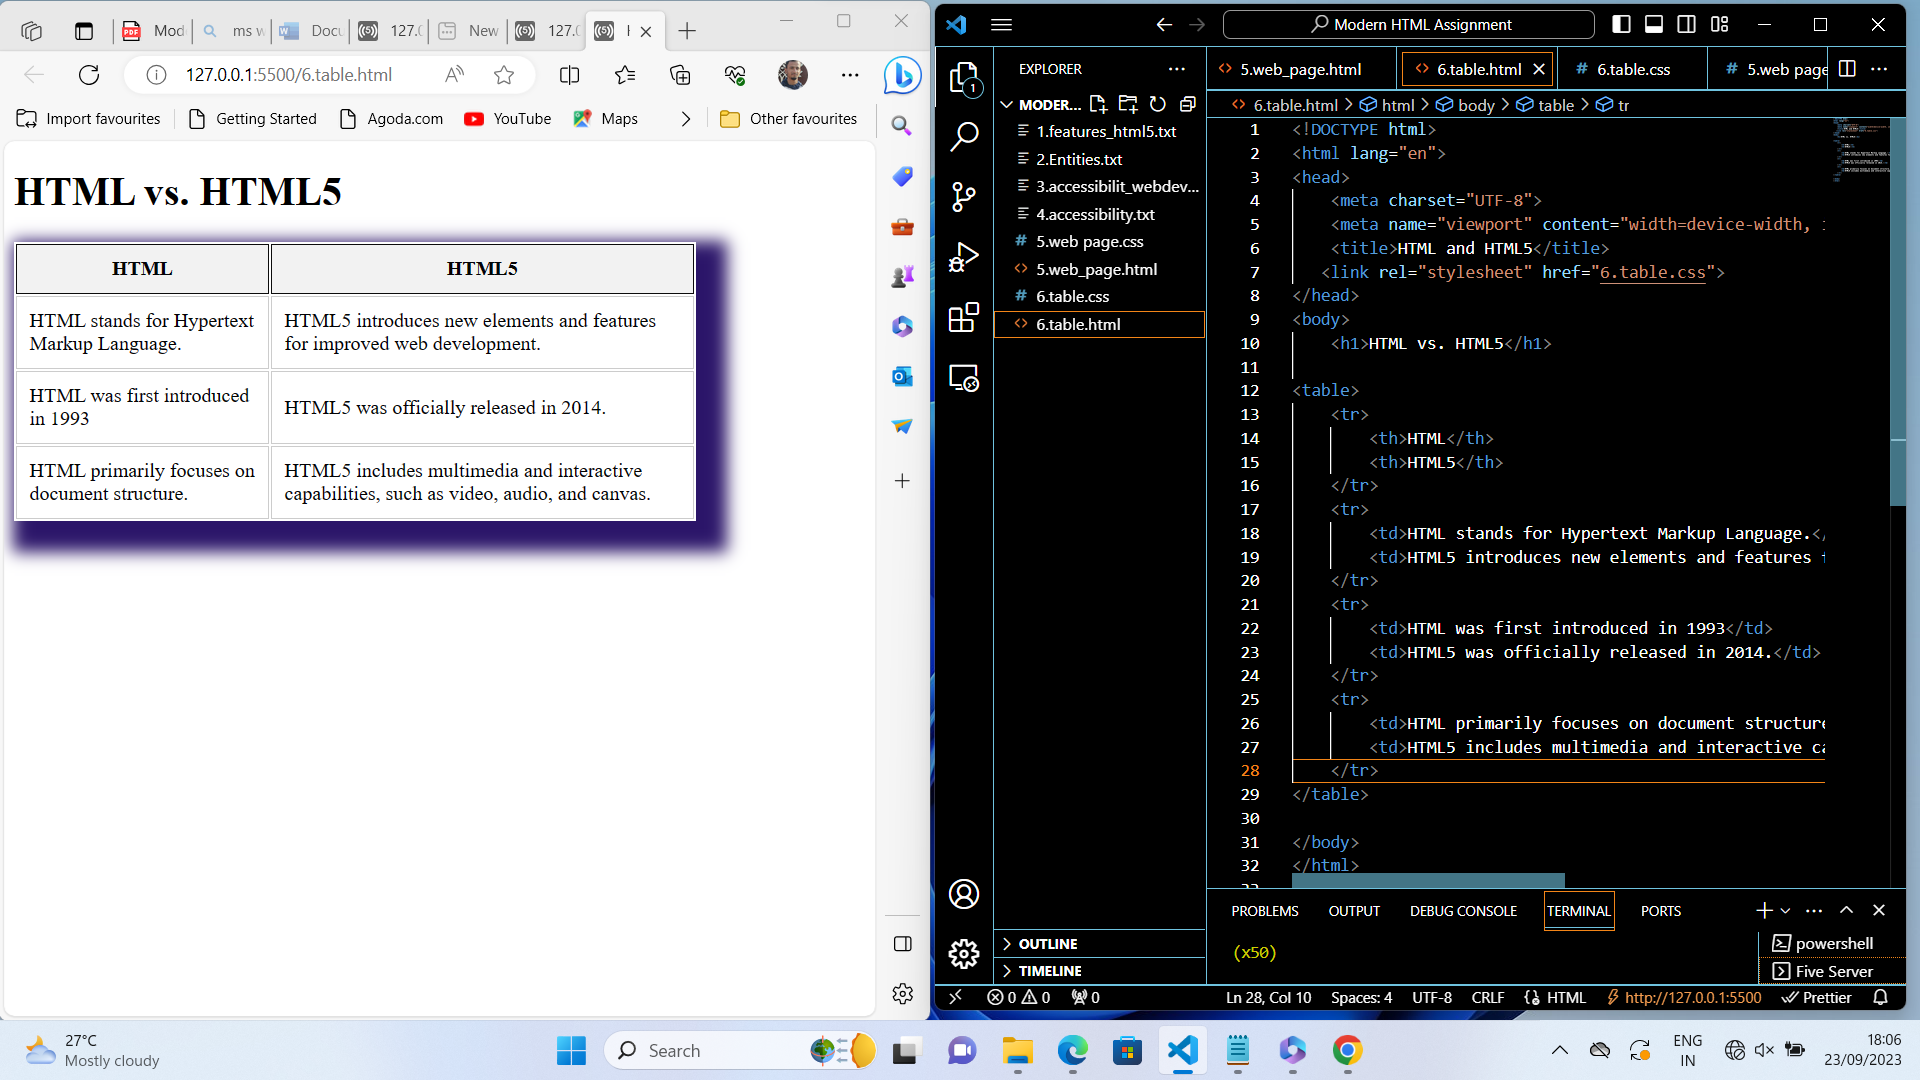 Mod
ms w
Docu
127.0
New
127.0
127.0.0.1:5500/6.table.html
Import favourites
Getting Started
Agoda.com
YouTube
Maps
Other favourites
HTML vs. HTML5
HTML
HTML5
HTML stands for Hypertext
Markup Language.
HTML5 introduces new elements and features
for improved web development.
HTML was first introduced
in 1993
HTML5 was officially released in 2014.
HTML primarily focuses on
document structure.
HTML5 includes multimedia and interactive
capabilities, such as video, audio, and canvas.
Modern HTML Assignment
EXPLORER
MODER...
1.features_html5.txt
2.Entities.txt
3.accessibilit_webdev...
4.accessibility.txt
5.web page.css
5.web_page.html
6.table.css
6.table.html
OUTLINE
TIMELINE
5.web_page.html
6.table.html
6.table.css
5.web page
6.table.html > html > body > table > tr
1 <!DOCTYPE html>
2 <html lang="en">
3 <head>
4 <meta charset="UTF-8">
5 <meta name="viewport" content="width=device-width, i
6 <title>HTML and HTML5</title>
7 <link rel="stylesheet" href="6.table.css">
8 </head>
9 <body>
10 <h1>HTML vs. HTML5</h1>
11
12 <table>
13 <tr>
14 <th>HTML</th>
15 <th>HTML5</th>
16 </tr>
17 <tr>
18 <td>HTML stands for Hypertext Markup Language.</
19 <td>HTML5 introduces new elements and features f
20 </tr>
21 <tr>
22 <td>HTML was first introduced in 1993</td>
23 <td>HTML5 was officially released in 2014.</td>
24 </tr>
25 <tr>
26 <td>HTML primarily focuses on document structure
27 <td>HTML5 includes multimedia and interactive ca
28 </tr>
29 </table>
30
31 </body>
32 </html>
PROBLEMS
OUTPUT
DEBUG CONSOLE
TERMINAL
PORTS
(x50)
powershell
Five Server
0 0
0
Ln 28, Col 10
Spaces: 4
UTF-8
CRLF
HTML
http://127.0.0.1:5500
Prettier
27°C
Mostly cloudy
Search
ENG
IN
18:06
23/09/2023